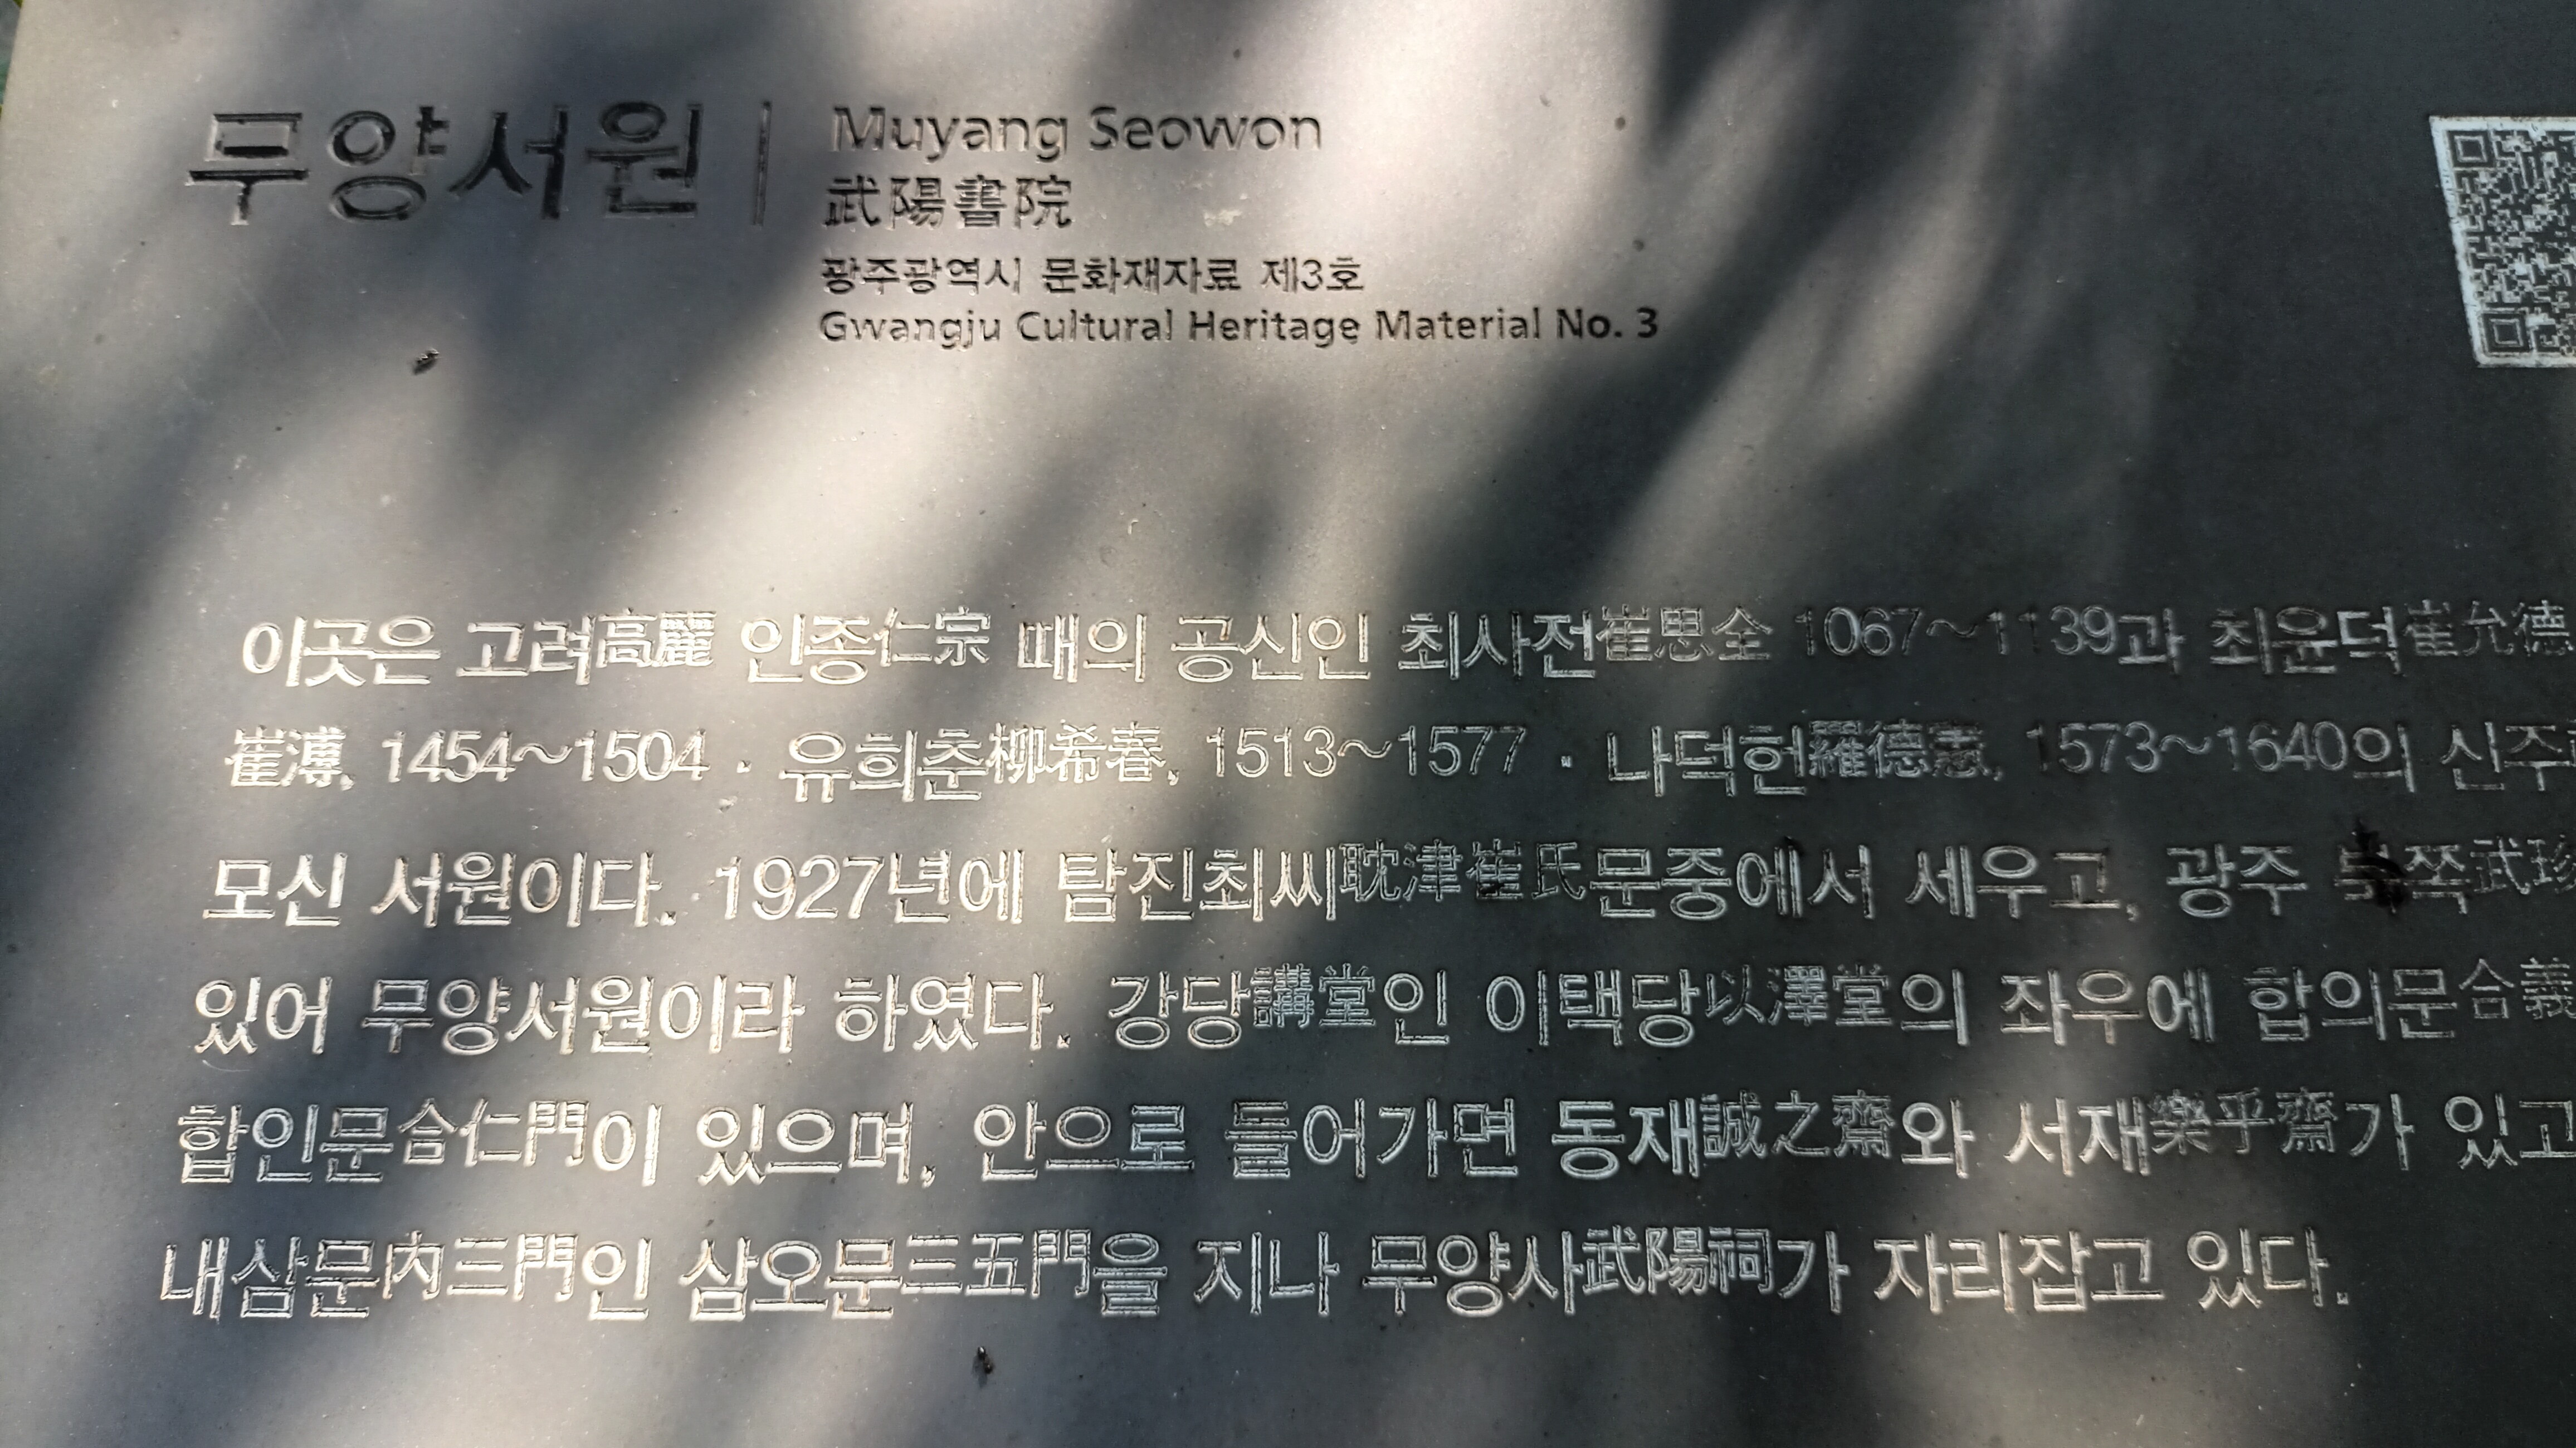 무양서원 | Muyang Seowon
武陽書院
광주광역시 문화재자료 제3호
Gwangju Cultural Heritage Material No. 3
이곳은 고려高麗 인종仁宗 때의 공신인 최사전崔思全 1067~1139과 최윤덕崔允德
崔溥, 1454~1504 · 유희춘柳希春, 1513~1577 · 나덕헌羅德憲, 1573~1640의 신주
모신 서원이다. 1927년에 탐진최씨耽津崔氏문중에서 세우고, 광주 쪽武珍
있어 무양서원이라 하였다. 강당講堂인 이택당以澤堂의 좌우에 합의문合義
합인문合仁門이 있으며, 안으로 들어가면 동재誠之齋와 서재樂乎齋가 있고
내삼문內三門인 삼오문三五門을 지나 무양사武陽祠가 자리잡고 있다.